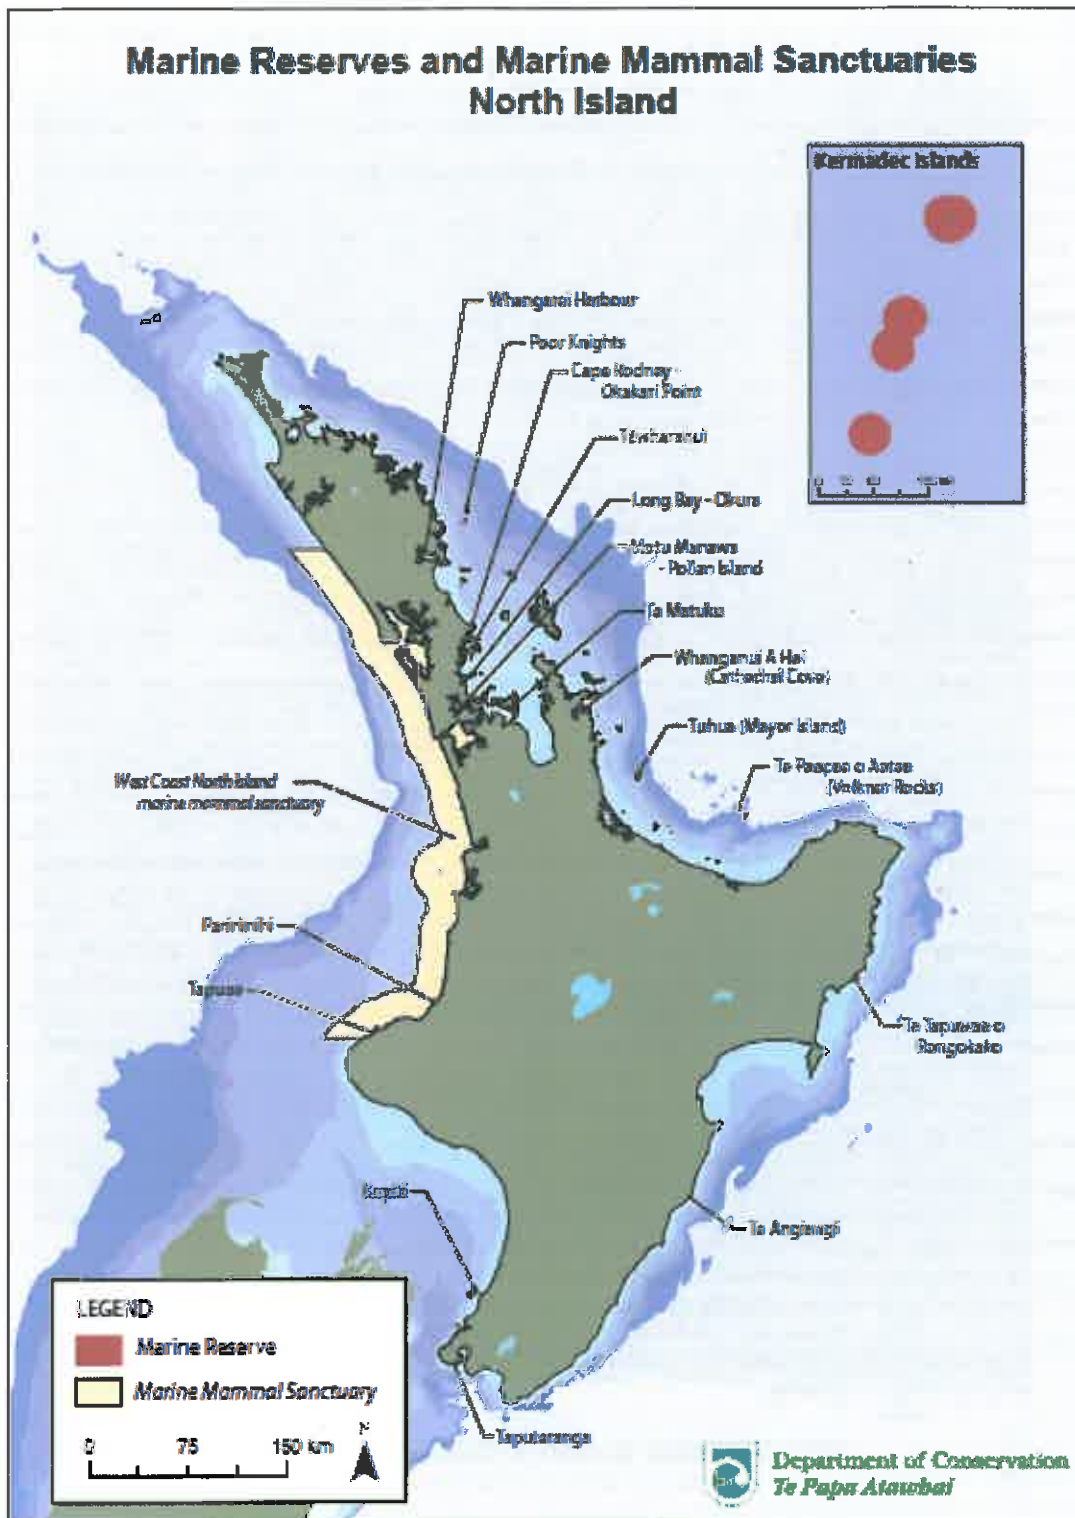 Marine Reserves and Marine Mammal Sanctuaries
North Island
Kermadec Islands
Whangarei Harbour
Poor Knights
Cape Rodney -
Okakari Point
Tawharanui
Long Bay - Okura
Motu Manawa
- Pollen Island
Te Matuku
Whanganui A Hei
(Cathedral Cove)
Tuhua (Mayor Island)
Te Paepae o Aotea
(Volkner Rocks)
West Coast North Island
marine mammal sanctuary
Parininihi
Tapuae
Te Tapuwae o
Rongokako
Kapiti
Te Angiangi
LEGEND
Marine Reserve
Marine Mammal Sanctuary
0 75 150 km
N
Taputeranga
Department of Conservation
Te Papa Atawhai